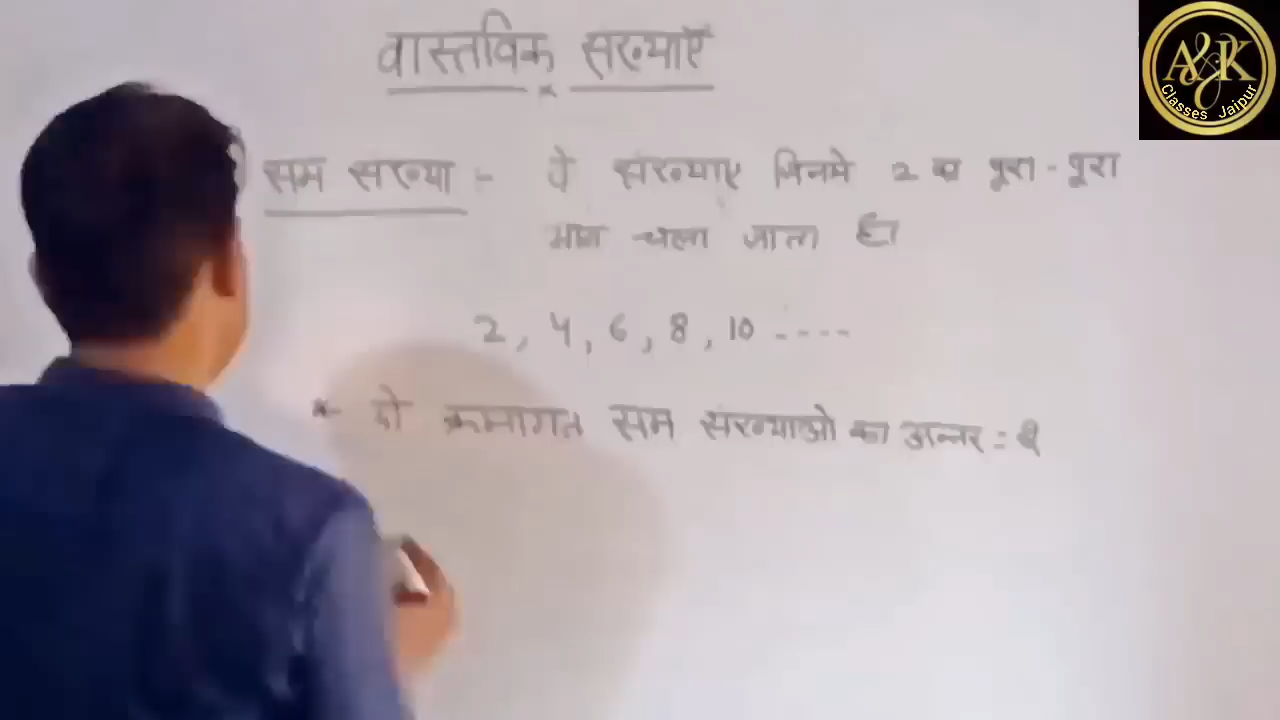 वास्तविक संख्याएँ
सम संख्या :- वे संख्याए जिनमे 2 का पूरा - पूरा
भाग चला जाता है।
2 , 4 , 6 , 8 , 10 -----
* दो क्रमागत सम संख्याओ का अन्तर = 2
A&K
Classes Jaipur